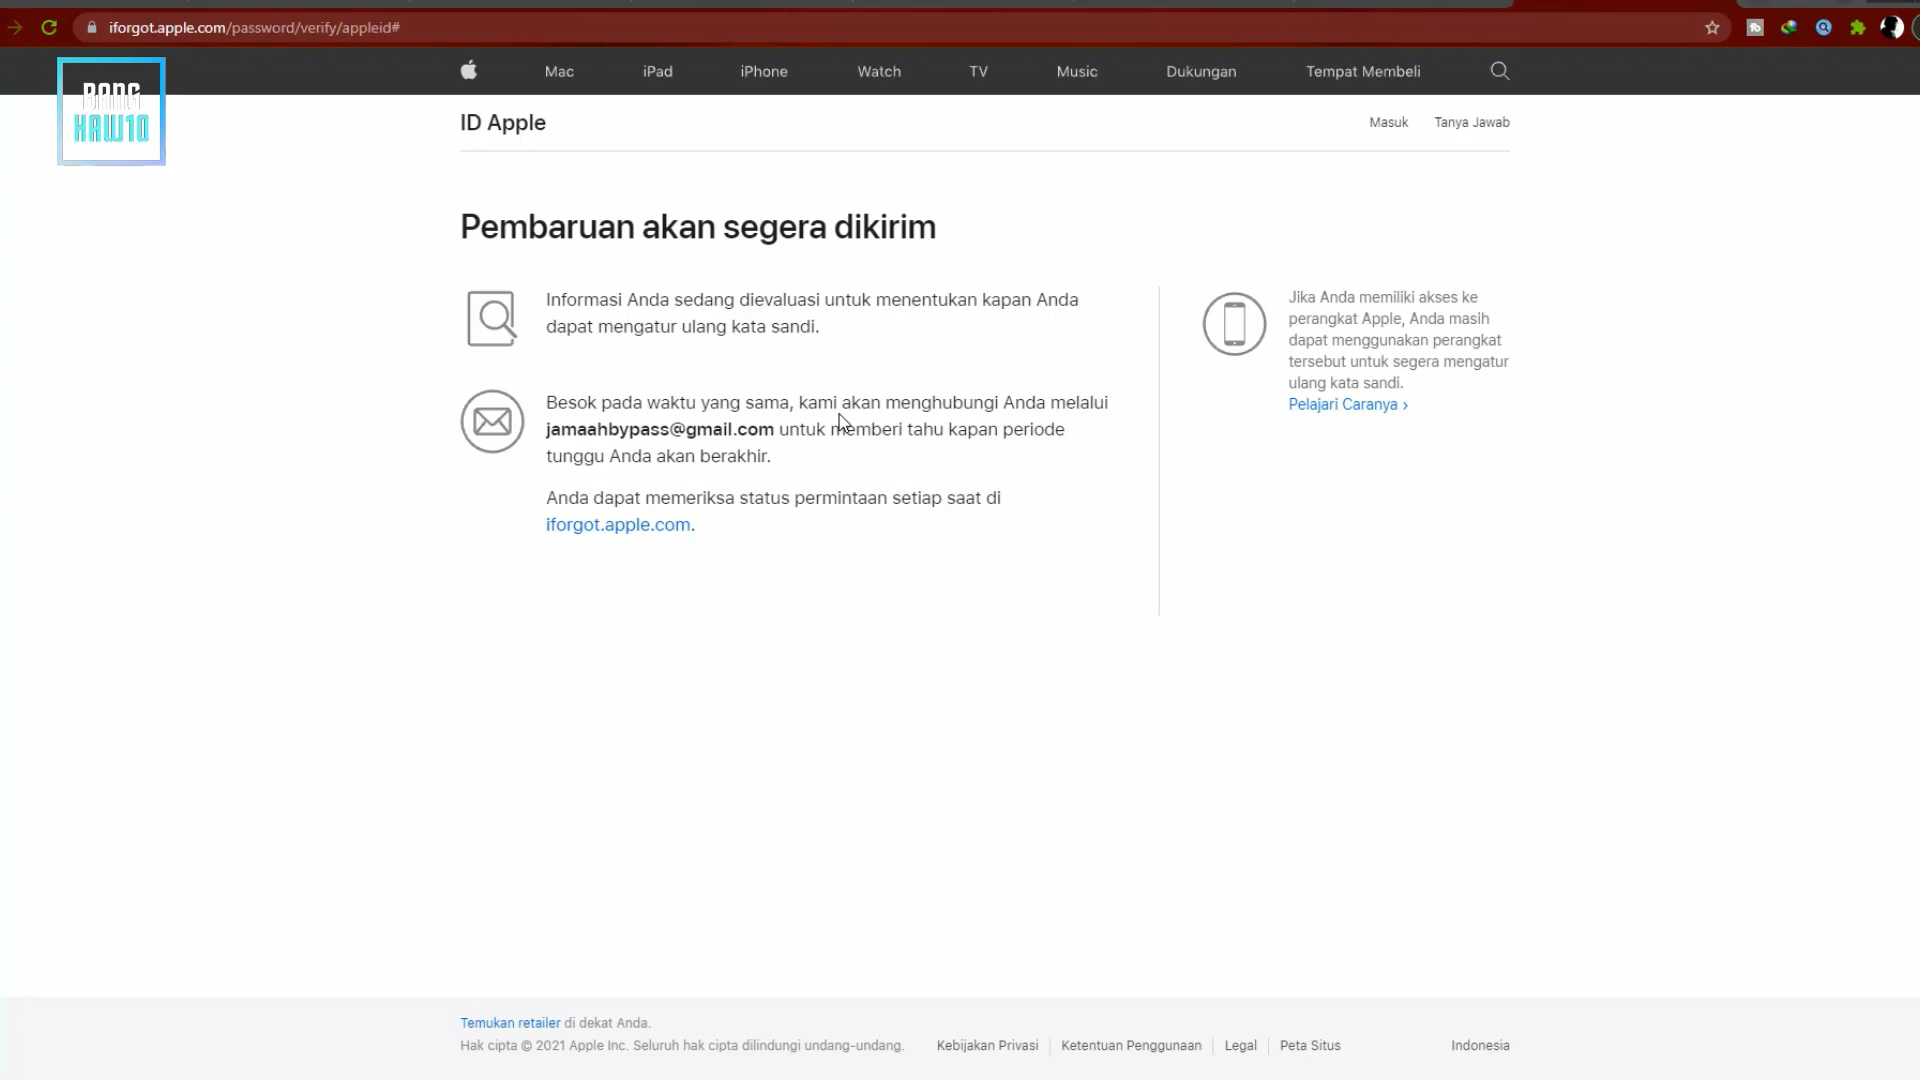 iforgot.apple.com/password/verify/appleid#
BANG
HAW10
Mac
iPad
iPhone
Watch
TV
Music
Dukungan
Tempat Membeli
ID Apple
Masuk
Tanya Jawab
Pembaruan akan segera dikirim
Informasi Anda sedang dievaluasi untuk menentukan kapan Anda
dapat mengatur ulang kata sandi.
Besok pada waktu yang sama, kami akan menghubungi Anda melalui
jamaahbypass@gmail.com untuk memberi tahu kapan periode
tunggu Anda akan berakhir.
Anda dapat memeriksa status permintaan setiap saat di
iforgot.apple.com.
Jika Anda memiliki akses ke
perangkat Apple, Anda masih
dapat menggunakan perangkat
tersebut untuk segera mengatur
ulang kata sandi.
Pelajari Caranya ›
Temukan retailer di dekat Anda.
Hak cipta © 2021 Apple Inc. Seluruh hak cipta dilindungi undang-undang.
Kebijakan Privasi
Ketentuan Penggunaan
Legal
Peta Situs
Indonesia